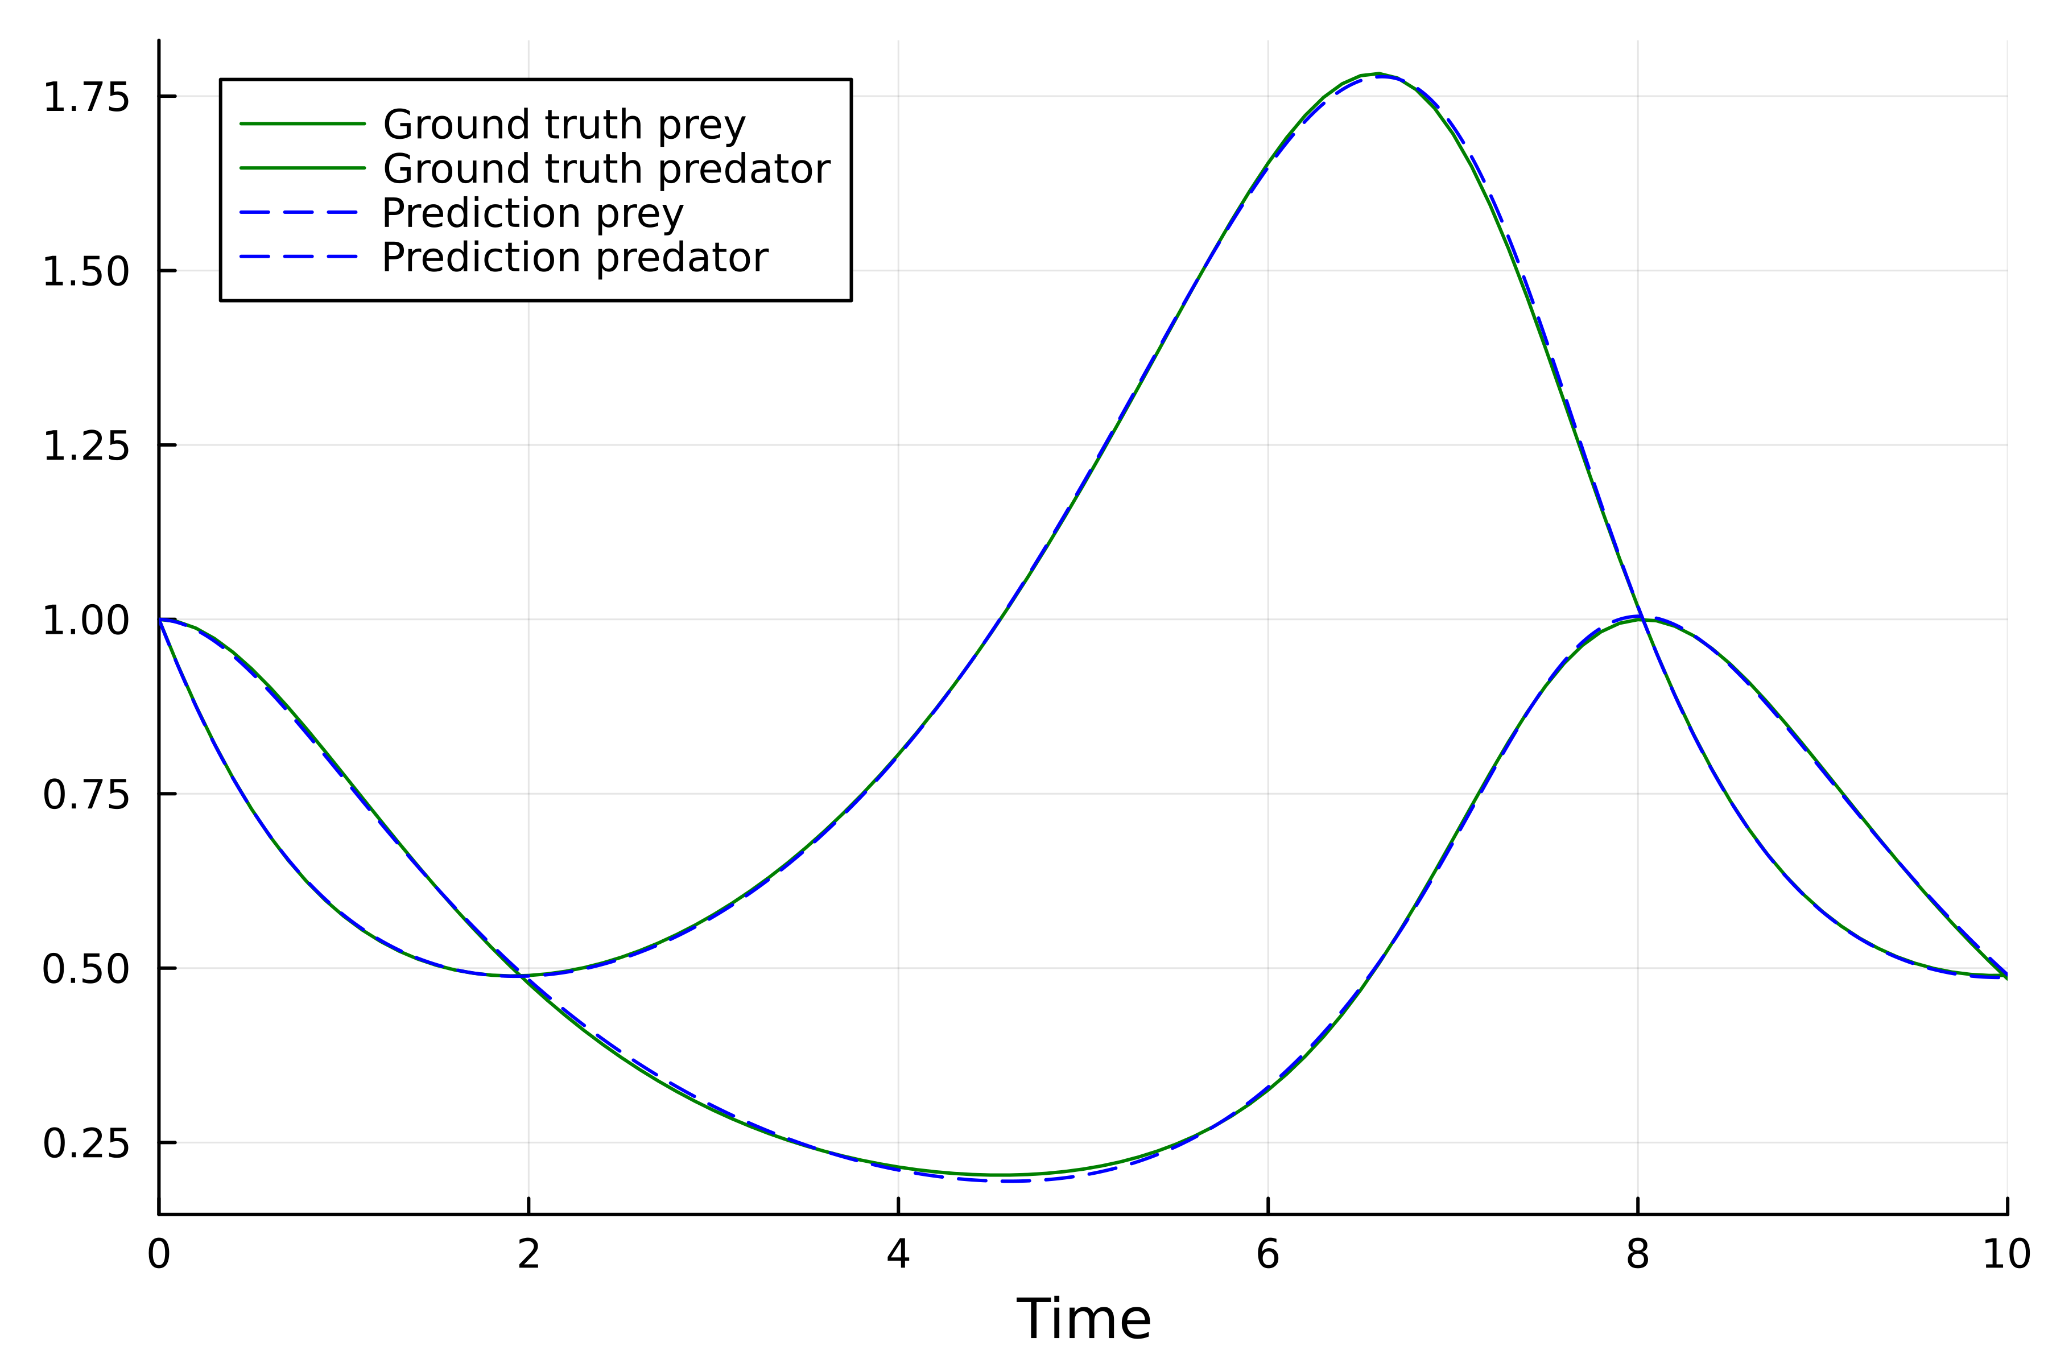 1.75
1.50
1.25
1.00
0.75
0.50
0.25
Ground truth prey
Ground truth predator
Prediction prey
Prediction predator
0 2 4 6 8 10
Time